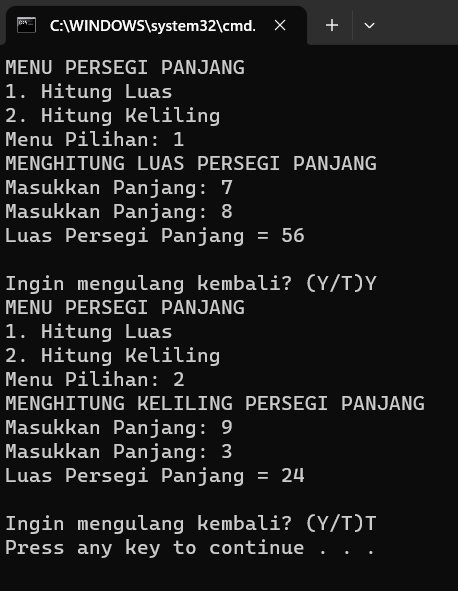 C:\WINDOWS\system32\cmd.
MENU PERSEGI PANJANG
1. Hitung Luas
2. Hitung Keliling
Menu Pilihan: 1
MENGHITUNG LUAS PERSEGI PANJANG
Masukkan Panjang: 7
Masukkan Panjang: 8
Luas Persegi Panjang = 56

Ingin mengulang kembali? (Y/T)Y
MENU PERSEGI PANJANG
1. Hitung Luas
2. Hitung Keliling
Menu Pilihan: 2
MENGHITUNG KELILING PERSEGI PANJANG
Masukkan Panjang: 9
Masukkan Panjang: 3
Luas Persegi Panjang = 24

Ingin mengulang kembali? (Y/T)T
Press any key to continue . . .